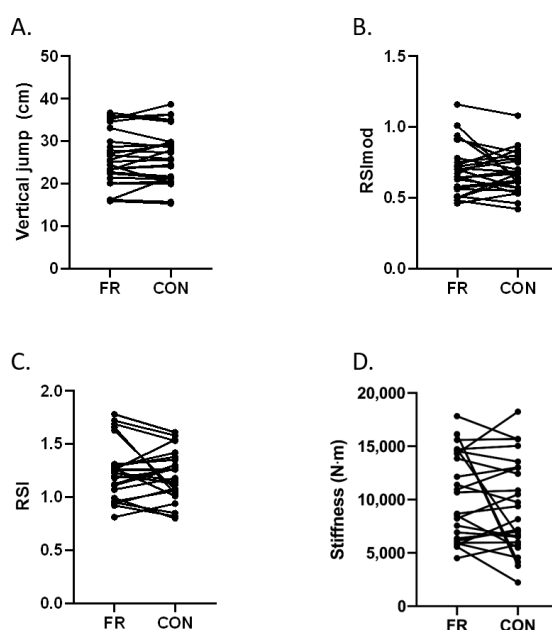 A.
50
40
30
20
10
0
Vertical jump (cm)
FR CON
B.
1.5
1.0
0.5
0.0
RSImod
FR CON
C.
2.0
1.5
1.0
0.5
0.0
RSI
FR CON
D.
20,000
15,000
10,000
5,000
0
Stiffness (N·m)
FR CON